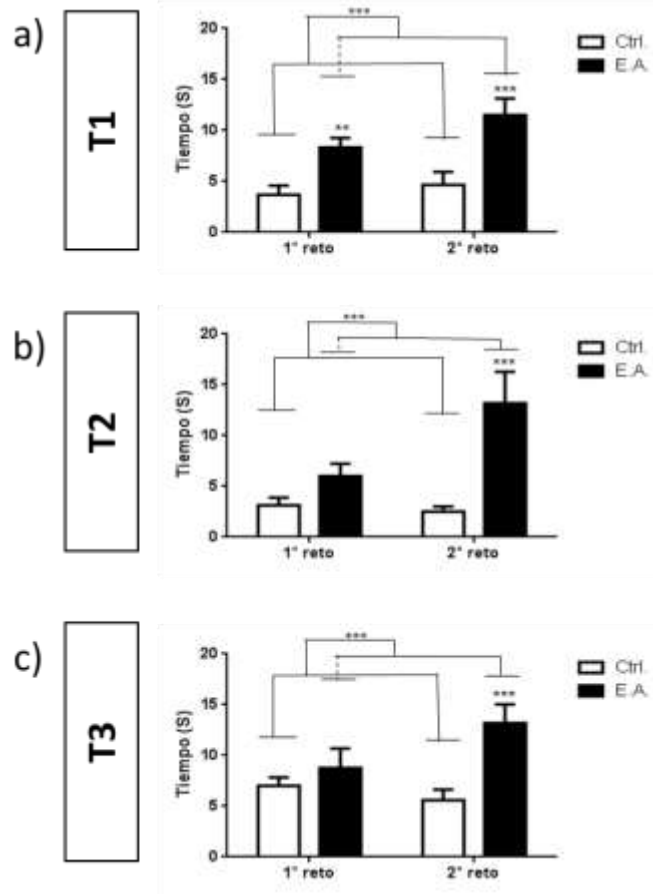 a)
T1
***
20
15
10
5
0
Tiempo (S)
**
***
1° reto
2° reto
Ctrl.
E.A.
b)
T2
***
20
15
10
5
0
Tiempo (S)
***
1° reto
2° reto
Ctrl.
E.A.
c)
T3
***
20
15
10
5
0
Tiempo (S)
***
1° reto
2° reto
Ctrl.
E.A.